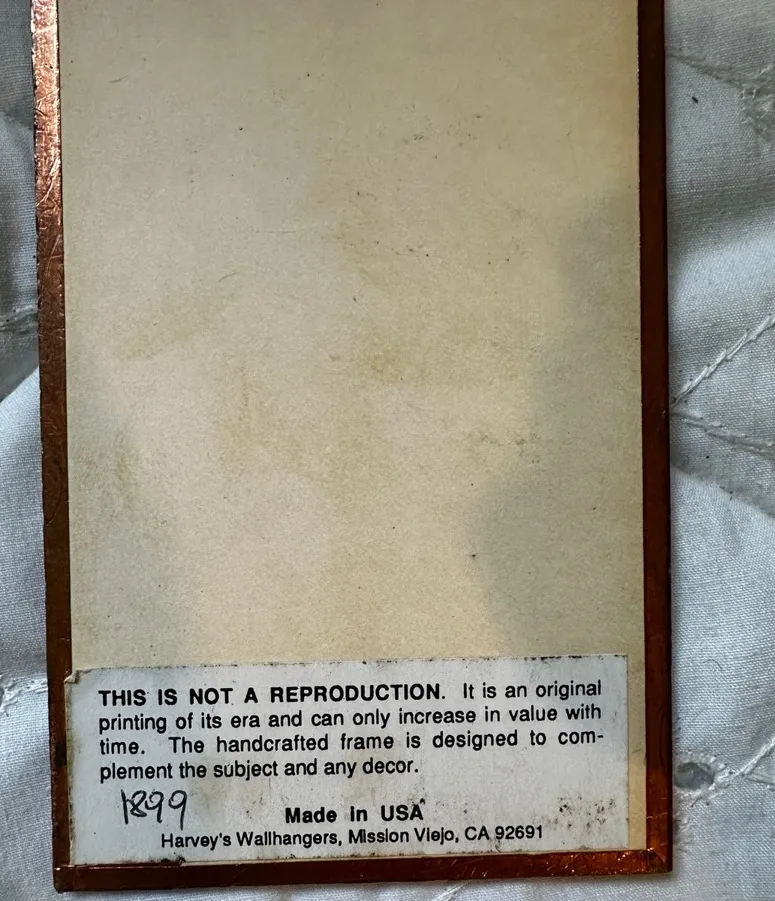 THIS IS NOT A REPRODUCTION. It is an original
printing of its era and can only increase in value with
time. The handcrafted frame is designed to com-
plement the subject and any decor.
1899
Made in USA
Harvey's Wallhangers, Mission Viejo, CA 92691